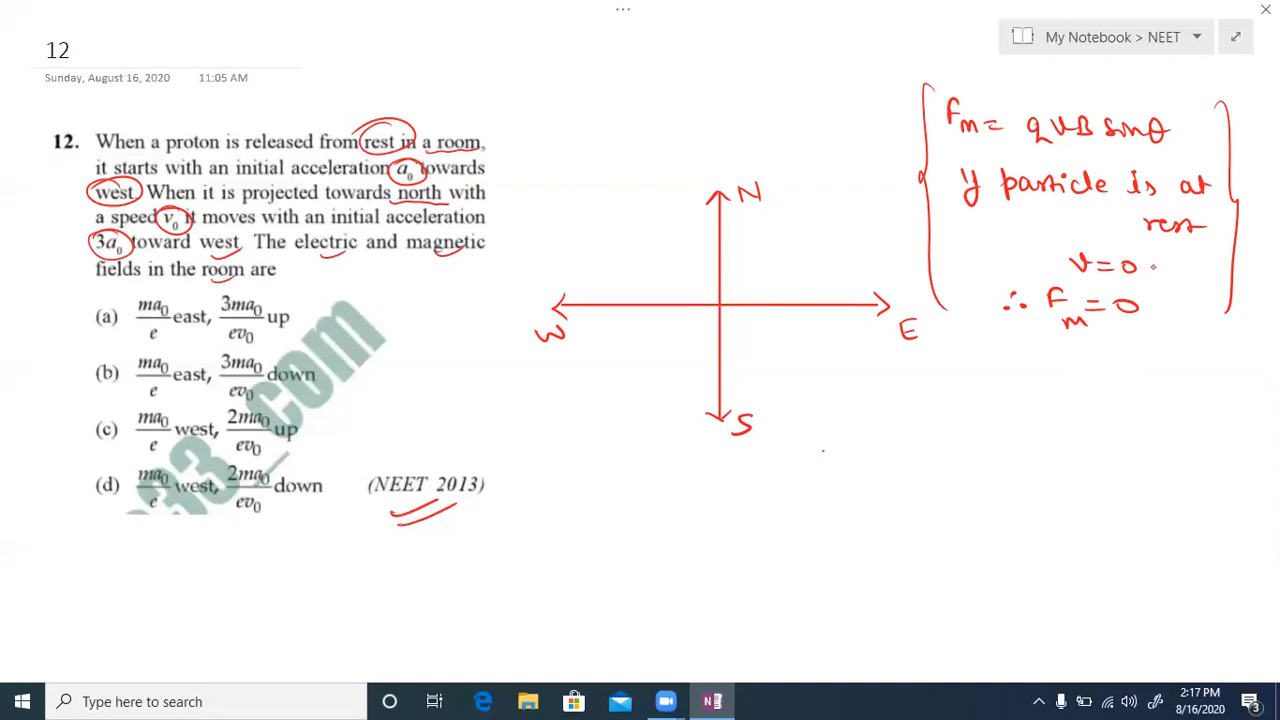 12
My Notebook > NEET
Sunday, August 16, 2020 11:05 AM
12. When a proton is released from rest in a room,
it starts with an initial acceleration a₀ towards
west. When it is projected towards north with
a speed v₀ it moves with an initial acceleration
3a₀ toward west. The electric and magnetic
fields in the room are
(a) ma₀/e east, 3ma₀/ev₀ up
(b) ma₀/e east, 3ma₀/ev₀ down
(c) ma₀/e west, 2ma₀/ev₀ up
(d) ma₀/e west, 2ma₀/ev₀ down (NEET 2013)
N
W
E
S
Fm = qVB sinθ
y particle is at
rest
v=0
∴ Fm = 0
Type here to search
2:17 PM
8/16/2020
3